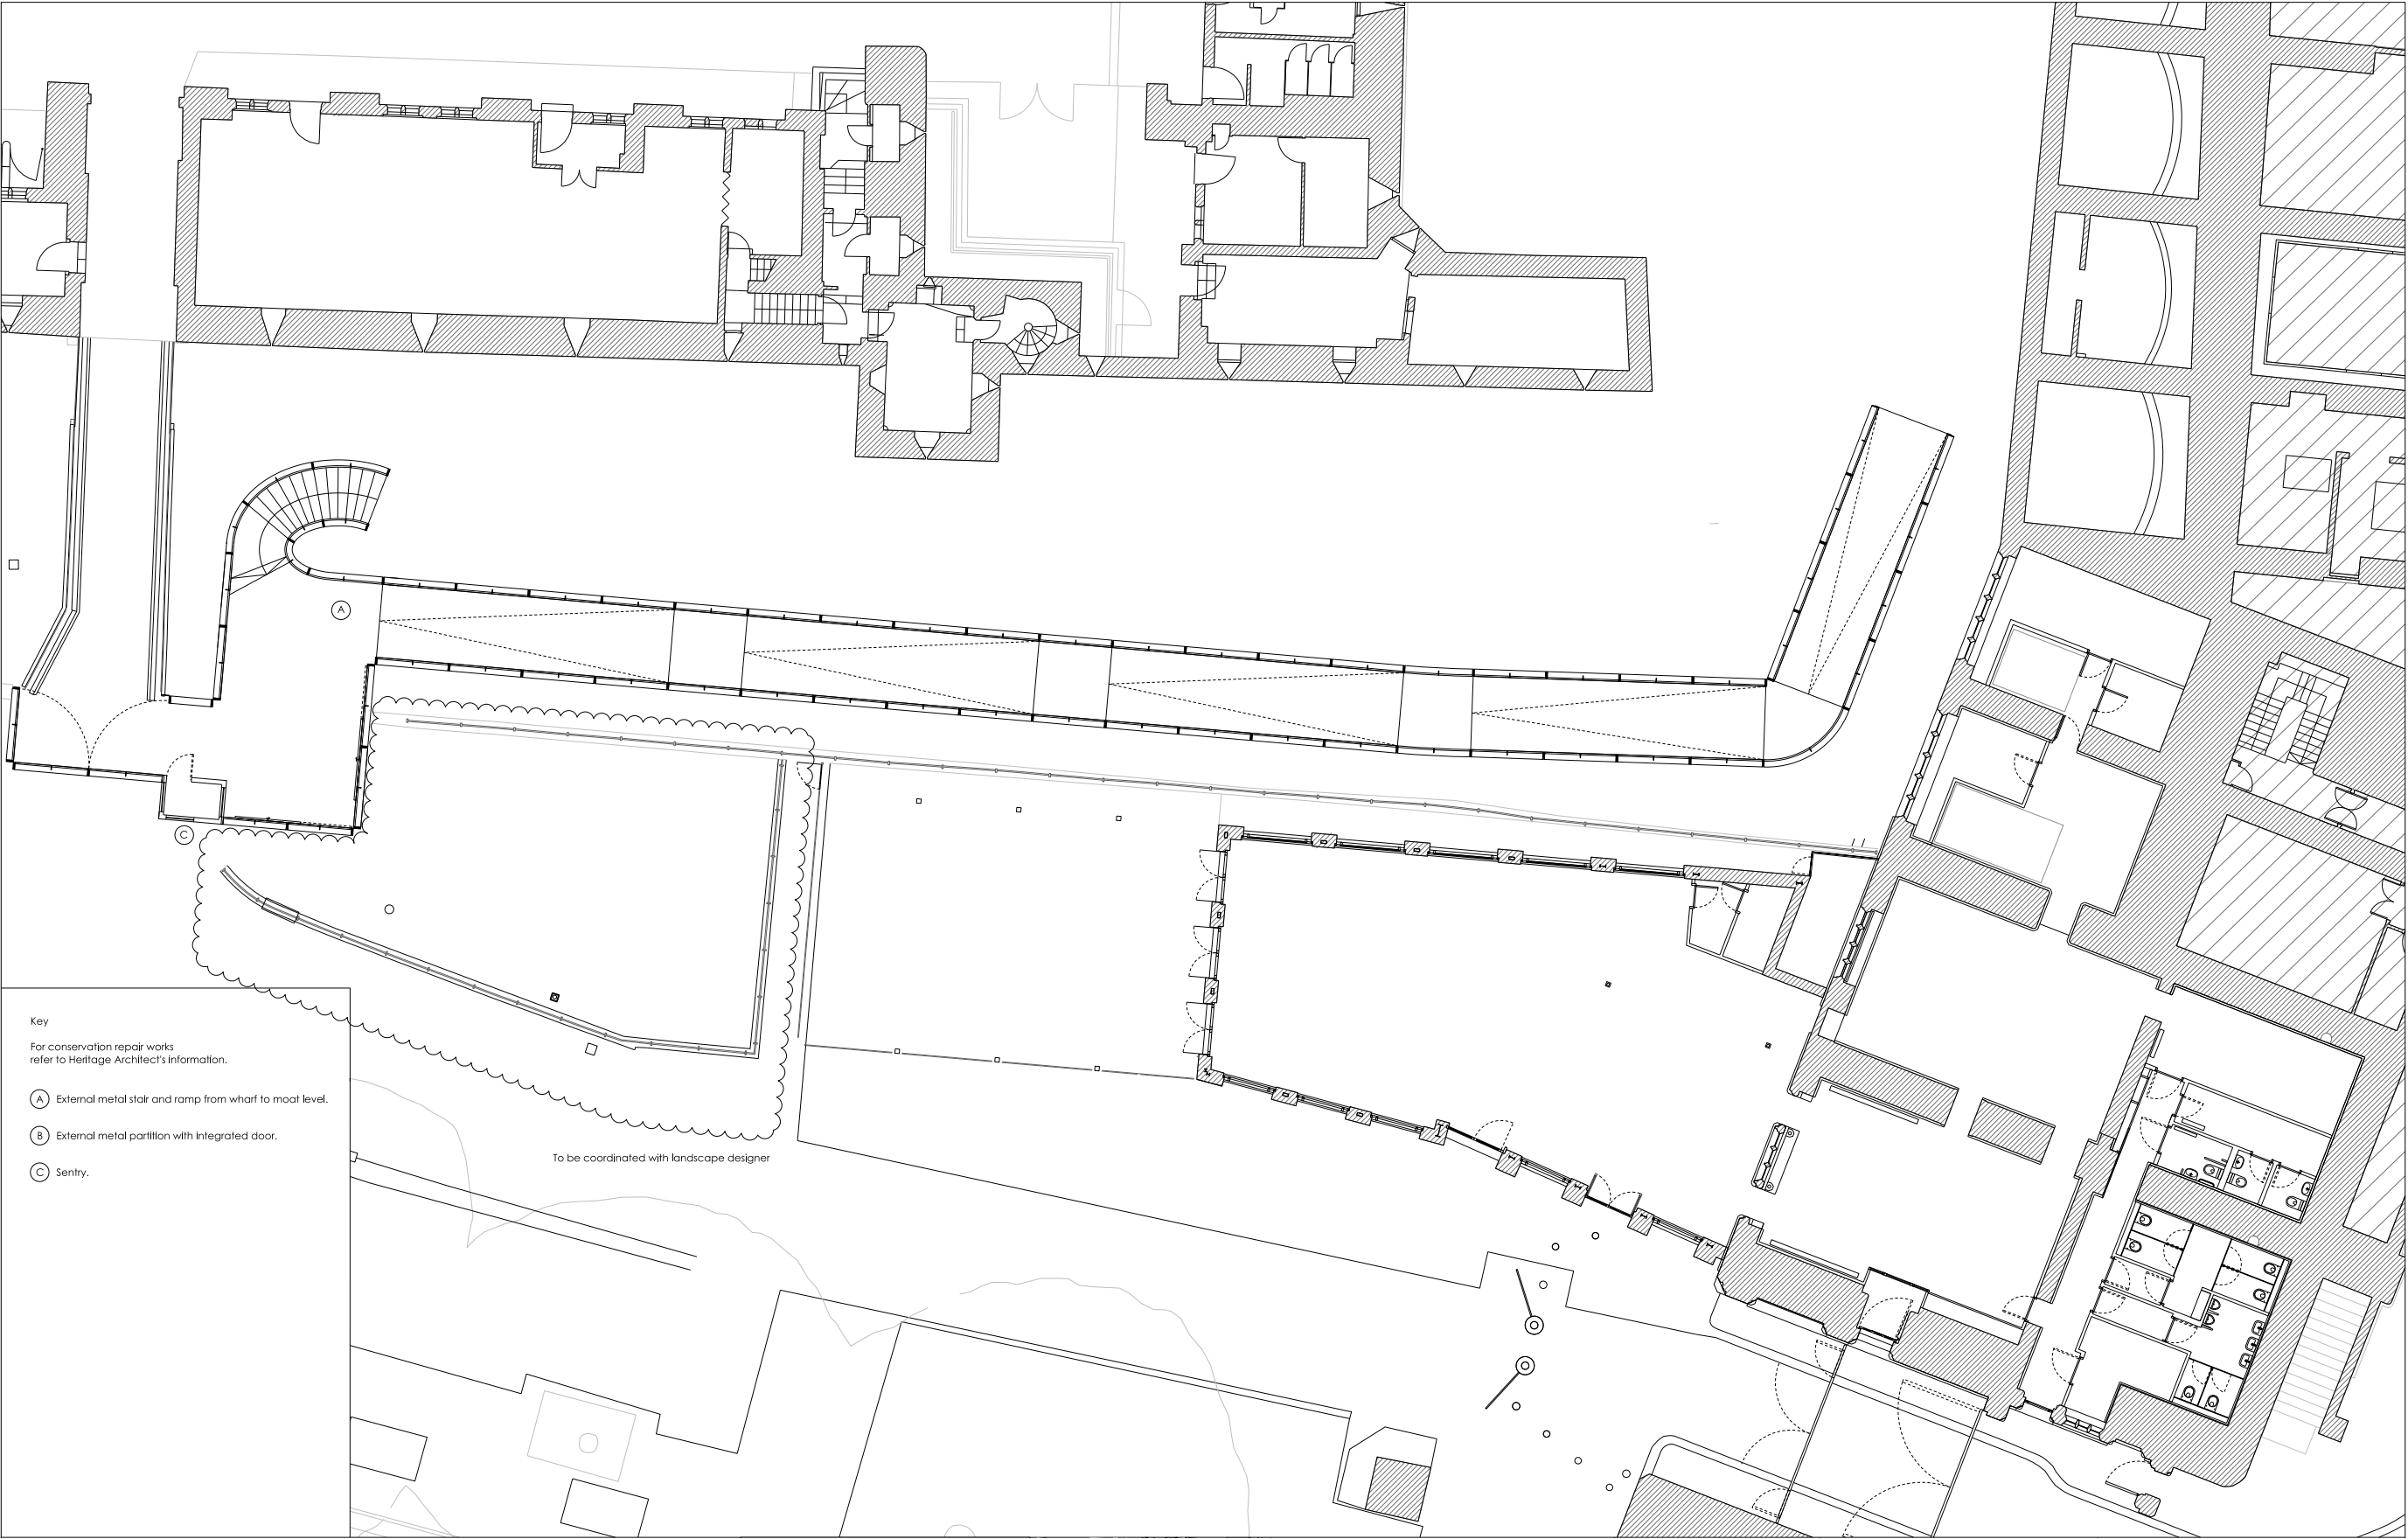 A
C
Key
For conservation repair works
refer to Heritage Architect's information.
A External metal stair and ramp from wharf to moat level.
B External metal partition with integrated door.
C Sentry.
To be coordinated with landscape designer